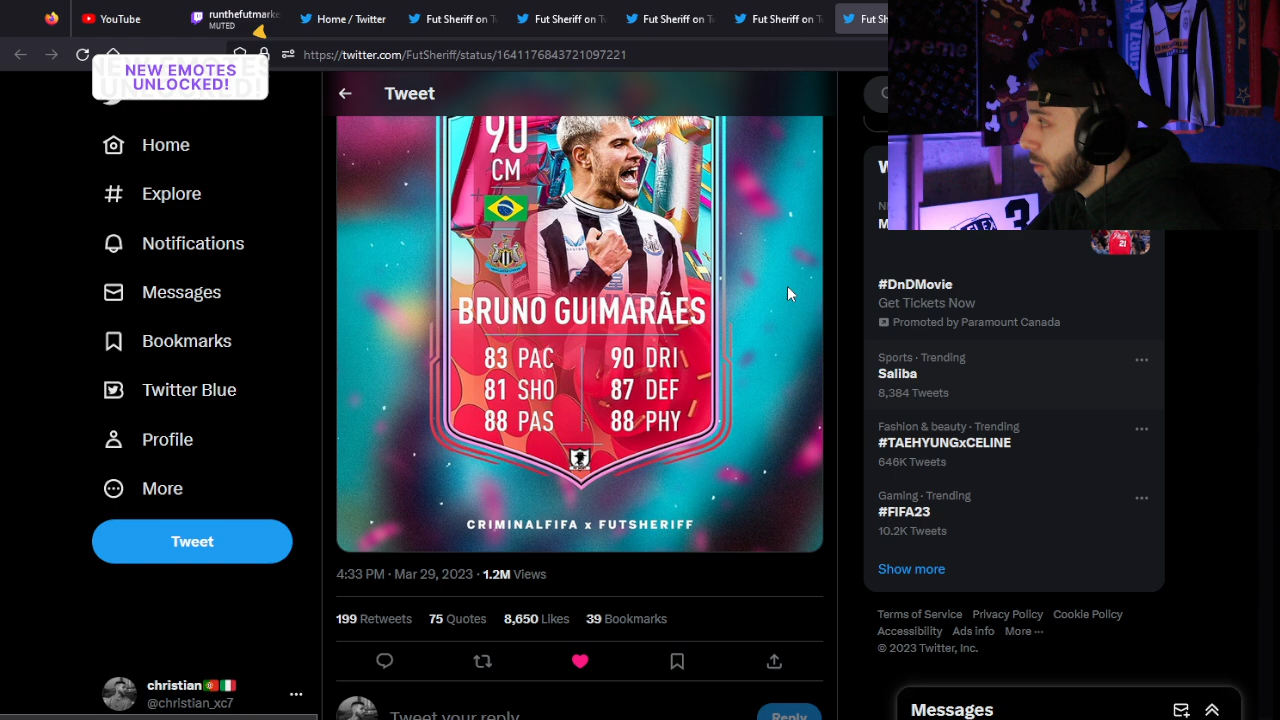 YouTube
runthefutmarke
MUTED
Home / Twitter
Fut Sheriff on Tw
Fut Sheriff on Tw
Fut Sheriff on Tw
Fut Sheriff on Tw
Fut Sh
https://twitter.com/FutSheriff/status/1641176843721097221
NEW EMOTES
UNLOCKED!
Home
Explore
Notifications
Messages
Bookmarks
Twitter Blue
Profile
More
Tweet
christian🇵🇹🇮🇹
@christian_xc7
Tweet
90
CM
BRUNO GUIMARÃES
83 PAC 90 DRI
81 SHO 87 DEF
88 PAS 88 PHY
CRIMINALFIFA x FUTSHERIFF
4:33 PM · Mar 29, 2023 · 1.2M Views
199 Retweets 75 Quotes 8,650 Likes 39 Bookmarks
Tweet your reply
Reply
#DnDMovie
Get Tickets Now
Promoted by Paramount Canada
Sports · Trending
Saliba
8,384 Tweets
Fashion & beauty · Trending
#TAEHYUNGxCELINE
646K Tweets
Gaming · Trending
#FIFA23
10.2K Tweets
Show more
Terms of Service Privacy Policy Cookie Policy
Accessibility Ads info More ···
© 2023 Twitter, Inc.
Messages